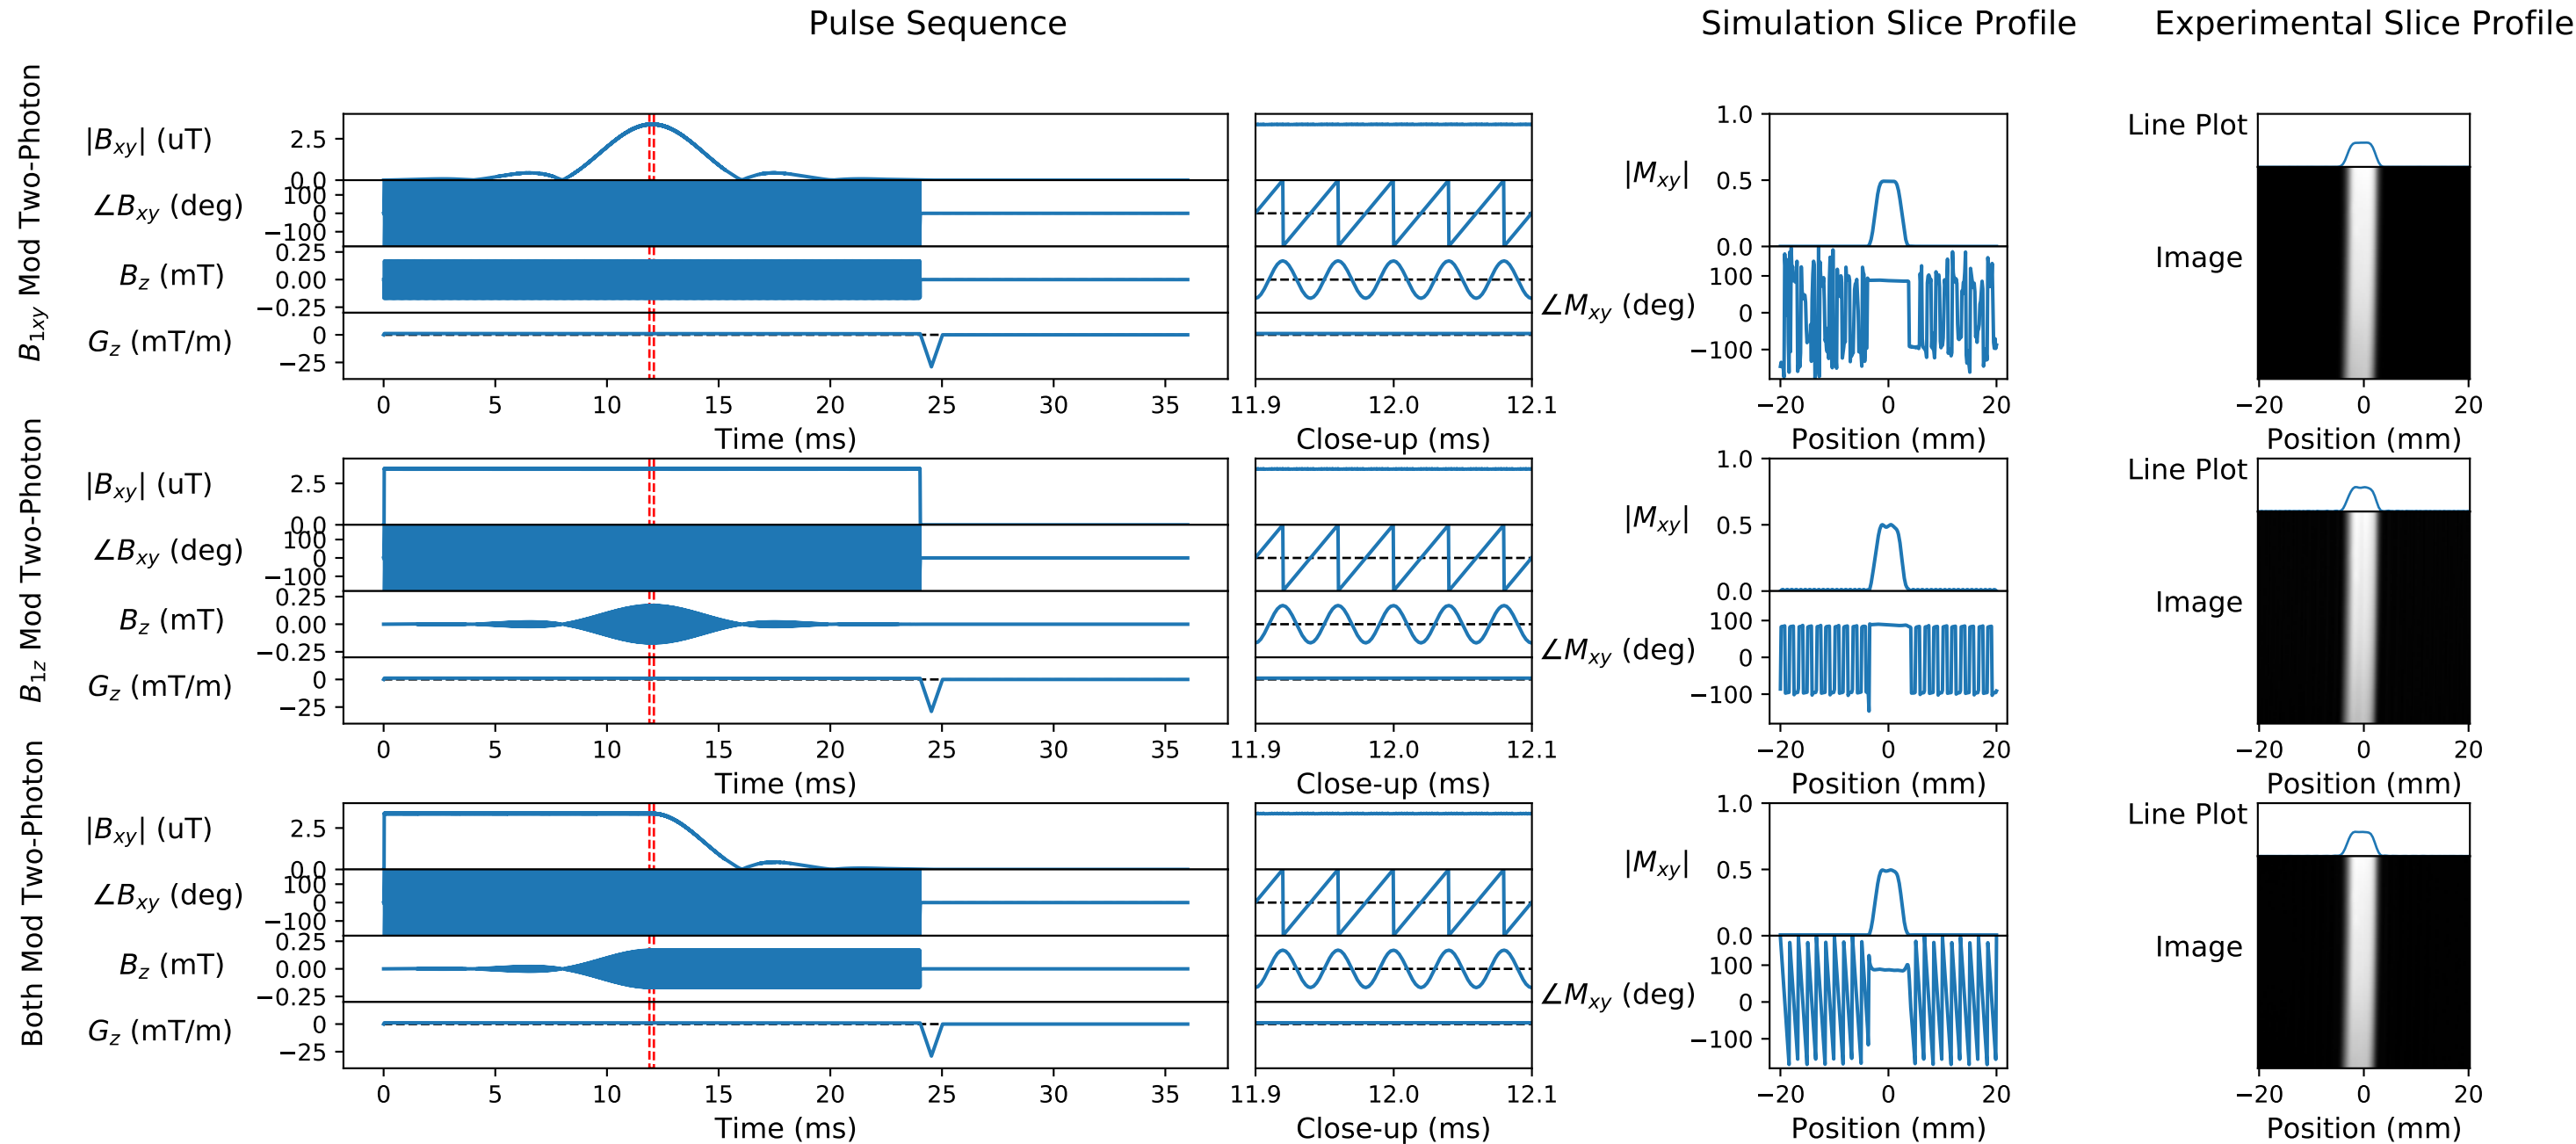 Pulse Sequence
Simulation Slice Profile
Experimental Slice Profile
B1xy Mod Two-Photon
|Bxy| (uT)
2.5
0.0
∠Bxy (deg)
100
0
−100
Bz (mT)
0.25
0.00
−0.25
Gz (mT/m)
0
−25
0 5 10 15 20 25 30 35
Time (ms)
11.9 12.0 12.1
Close-up (ms)
|Mxy|
1.0
0.5
0.0
∠Mxy (deg)
100
0
−100
−20 0 20
Position (mm)
Line Plot
Image
−20 0 20
Position (mm)
B1z Mod Two-Photon
|Bxy| (uT)
2.5
0.0
∠Bxy (deg)
100
0
−100
Bz (mT)
0.25
0.00
−0.25
Gz (mT/m)
0
−25
0 5 10 15 20 25 30 35
Time (ms)
11.9 12.0 12.1
Close-up (ms)
|Mxy|
1.0
0.5
0.0
∠Mxy (deg)
100
0
−100
−20 0 20
Position (mm)
Line Plot
Image
−20 0 20
Position (mm)
Both Mod Two-Photon
|Bxy| (uT)
2.5
0.0
∠Bxy (deg)
100
0
−100
Bz (mT)
0.25
0.00
−0.25
Gz (mT/m)
0
−25
0 5 10 15 20 25 30 35
Time (ms)
11.9 12.0 12.1
Close-up (ms)
|Mxy|
1.0
0.5
0.0
∠Mxy (deg)
100
0
−100
−20 0 20
Position (mm)
Line Plot
Image
−20 0 20
Position (mm)